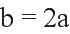 b = 2a